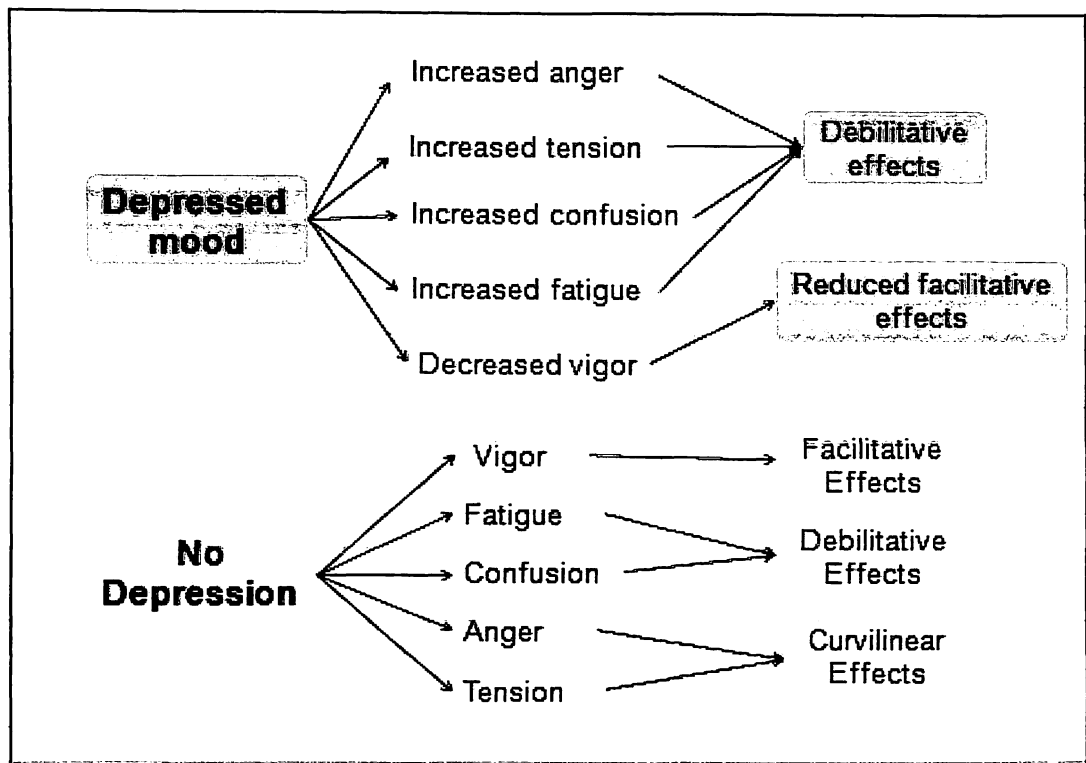 Increased anger
Increased tension
Debilitative
effects
Depressed
mood
Increased confusion
Increased fatigue
Reduced facilitative
effects
Decreased vigor
Vigor
Facilitative
Effects
Fatigue
No
Depression
Confusion
Debilitative
Effects
Anger
Curvilinear
Effects
Tension